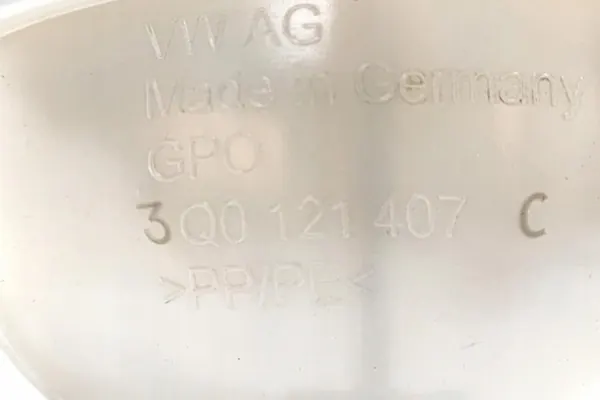 VW AG
Made in Germany
GPO
3Q0 121 407 C
>PP/PE<